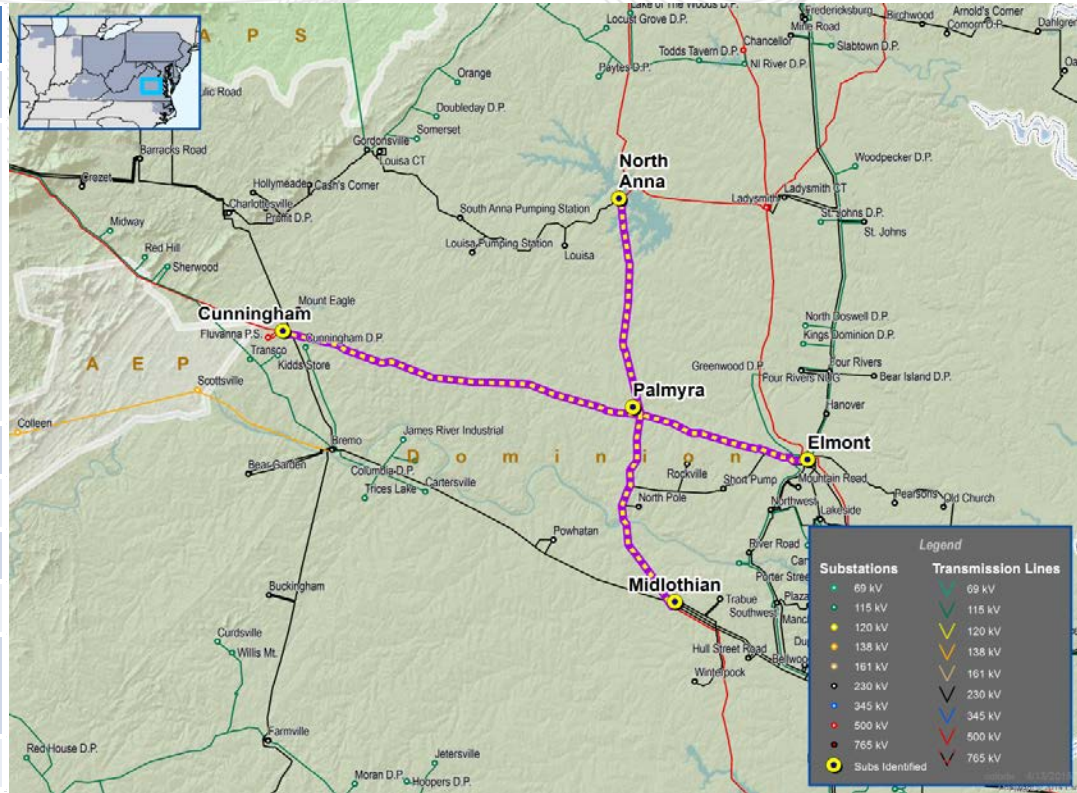 Lake of The Woods D.P.
Fredericksburg
Arnold's Corner
Birchwood
Dahlgren
Locust Grove D.P.
Mine Road
Comorn D.P.
A P S
Chancellor
Slabtown D.P.
Todds Tavern D.P.
NI River D.P.
Paytes D.P.
Orange
Doubleday D.P.
Somerset
Gordonsville
Louisa CT
Barracks Road
Crozet
Hollymeade
Cash's Corner
Charlottesville
Proffit D.P.
North
Anna
Woodpecker D.P.
Ladysmith CT
Ladysmith
St. Johns D.P.
St. Johns
South Anna Pumping Station
Louisa Pumping Station
Louisa
Midway
Red Hill
Sherwood
Mount Eagle
Cunningham
Fluvanna P.S.
Cunningham D.P.
Transco
Kidds Store
A E P
Scottsville
Colleen
North Doswell D.P.
Kings Dominion D.P.
Greenwood D.P.
Four Rivers
Four Rivers NUG
Bear Island D.P.
Hanover
Palmyra
Elmont
Bremo
James River Industrial
Dominion
Bear Garden
Columbia D.P.
Trices Lake
Cartersville
Rockville
Short Pump
Mountain Road
North Pole
Northwest
Lakeside
Pearsons
Old Church
Powhatan
River Road
Midlothian
Trabue
Southwest
Porter Stree
Plaza
Buckingham
Hull Street Road
Winterpock
Curdsville
Willis Mt.
Farmville
Red House D.P.
Jetersville
Moran D.P.
Hoopers D.P.
Legend
Substations Transmission Lines
69 kV 69 kV
115 kV 115 kV
120 kV 120 kV
138 kV 138 kV
161 kV 161 kV
230 kV 230 kV
345 kV 345 kV
500 kV 500 kV
765 kV 765 kV
Subs Identified